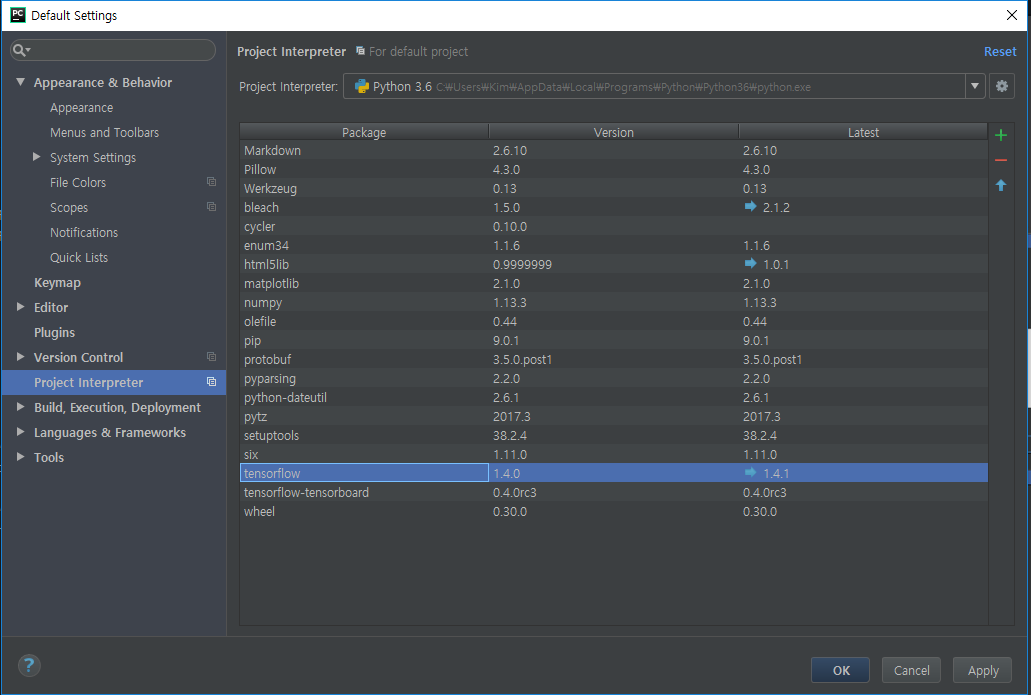 PC Default Settings
Project Interpreter For default project Reset
Appearance & Behavior
Project Interpreter: Python 3.6 C:₩Users₩Kim₩AppData₩Local₩Programs₩Python₩Python36₩python.exe
Appearance
Menus and Toolbars
System Settings
File Colors
Scopes
Notifications
Quick Lists
Keymap
Editor
Plugins
Version Control
Project Interpreter
Build, Execution, Deployment
Languages & Frameworks
Tools
Package Version Latest
Markdown 2.6.10 2.6.10
Pillow 4.3.0 4.3.0
Werkzeug 0.13 0.13
bleach 1.5.0 2.1.2
cycler 0.10.0
enum34 1.1.6 1.1.6
html5lib 0.9999999 1.0.1
matplotlib 2.1.0 2.1.0
numpy 1.13.3 1.13.3
olefile 0.44 0.44
pip 9.0.1 9.0.1
protobuf 3.5.0.post1 3.5.0.post1
pyparsing 2.2.0 2.2.0
python-dateutil 2.6.1 2.6.1
pytz 2017.3 2017.3
setuptools 38.2.4 38.2.4
six 1.11.0 1.11.0
tensorflow 1.4.0 1.4.1
tensorflow-tensorboard 0.4.0rc3 0.4.0rc3
wheel 0.30.0 0.30.0
? OK Cancel Apply